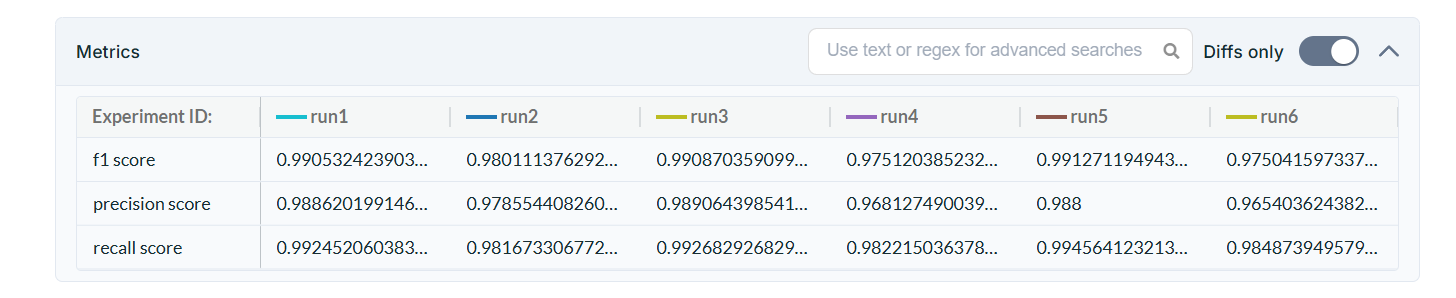 Metrics Use text or regex for advanced searches Diffs only
Experiment ID: run1 run2 run3 run4 run5 run6
f1 score 0.990532423903... 0.980111376292... 0.990870359099... 0.975120385232... 0.991271194943... 0.975041597337...
precision score 0.988620199146... 0.978554408260... 0.989064398541... 0.968127490039... 0.988 0.965403624382...
recall score 0.992452060383... 0.981673306772... 0.992682926829... 0.982215036378... 0.994564123213... 0.984873949579...